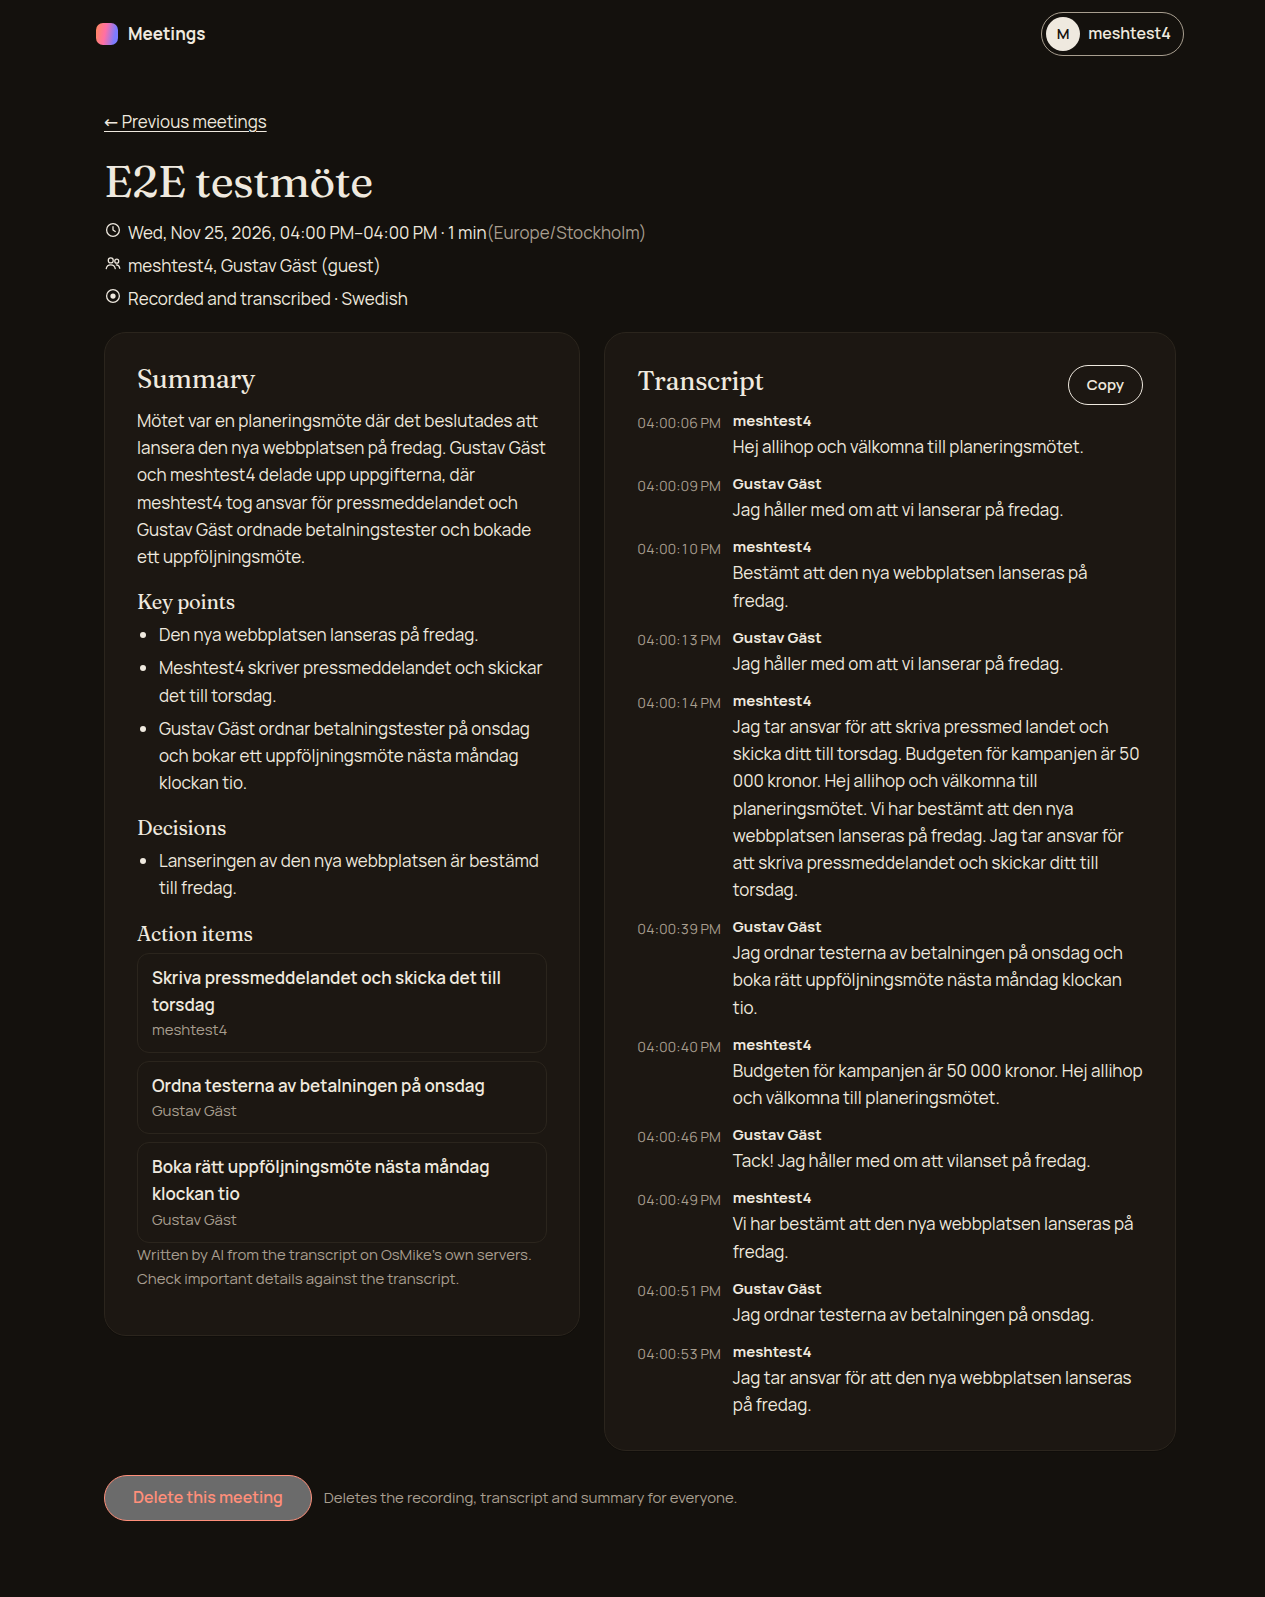 Meetings
M meshtest4
← Previous meetings
E2E testmöte
Wed, Nov 25, 2026, 04:00 PM–04:00 PM · 1 min(Europe/Stockholm)
meshtest4, Gustav Gäst (guest)
Recorded and transcribed · Swedish
Summary
Mötet var en planeringsmöte där det beslutades att
lansera den nya webbplatsen på fredag. Gustav Gäst
och meshtest4 delade upp uppgifterna, där
meshtest4 tog ansvar för pressmeddelandet och
Gustav Gäst ordnade betalningstester och bokade
ett uppföljningsmöte.
Key points
• Den nya webbplatsen lanseras på fredag.
• Meshtest4 skriver pressmeddelandet och skickar
det till torsdag.
• Gustav Gäst ordnar betalningstester på onsdag
och bokar ett uppföljningsmöte nästa måndag
klockan tio.
Decisions
• Lanseringen av den nya webbplatsen är bestämd
till fredag.
Action items
Skriva pressmeddelandet och skicka det till
torsdag
meshtest4
Ordna testerna av betalningen på onsdag
Gustav Gäst
Boka rätt uppföljningsmöte nästa måndag
klockan tio
Gustav Gäst
Written by AI from the transcript on OsMike's own servers.
Check important details against the transcript.
Transcript
Copy
04:00:06 PM meshtest4
Hej allihop och välkomna till planeringsmötet.
04:00:09 PM Gustav Gäst
Jag håller med om att vi lanserar på fredag.
04:00:10 PM meshtest4
Bestämt att den nya webbplatsen lanseras på
fredag.
04:00:13 PM Gustav Gäst
Jag håller med om att vi lanserar på fredag.
04:00:14 PM meshtest4
Jag tar ansvar för att skriva pressmed landet och
skicka ditt till torsdag. Budgeten för kampanjen är 50
000 kronor. Hej allihop och välkomna till
planeringsmötet. Vi har bestämt att den nya
webbplatsen lanseras på fredag. Jag tar ansvar för
att skriva pressmeddelandet och skickar ditt till
torsdag.
04:00:39 PM Gustav Gäst
Jag ordnar testerna av betalningen på onsdag och
boka rätt uppföljningsmöte nästa måndag klockan
tio.
04:00:40 PM meshtest4
Budgeten för kampanjen är 50 000 kronor. Hej allihop
och välkomna till planeringsmötet.
04:00:46 PM Gustav Gäst
Tack! Jag håller med om att vilanset på fredag.
04:00:49 PM meshtest4
Vi har bestämt att den nya webbplatsen lanseras på
fredag.
04:00:51 PM Gustav Gäst
Jag ordnar testerna av betalningen på onsdag.
04:00:53 PM meshtest4
Jag tar ansvar för att den nya webbplatsen lanseras
på fredag.
Delete this meeting
Deletes the recording, transcript and summary for everyone.